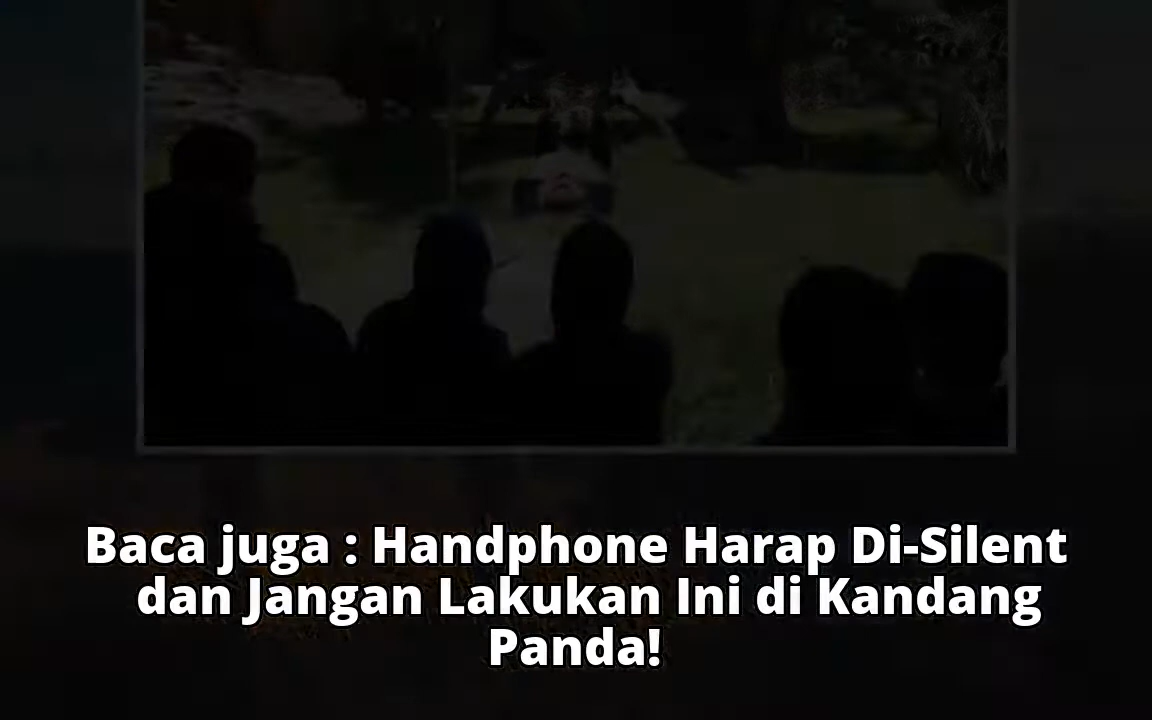 Baca juga : Handphone Harap Di-Silent
dan Jangan Lakukan Ini di Kandang
Panda!